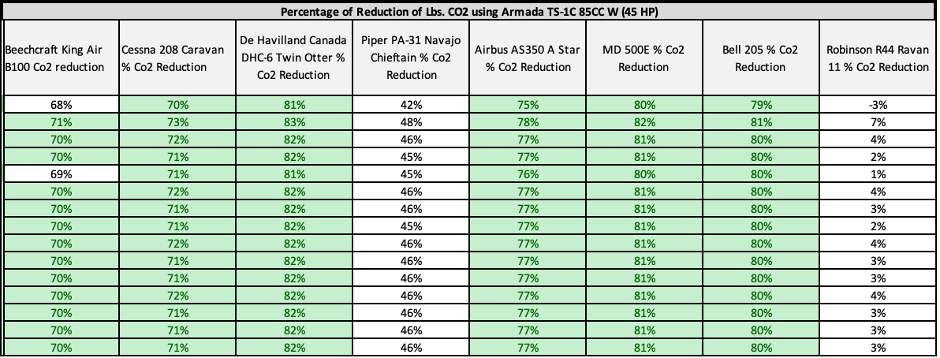 Percentage of Reduction of Lbs. CO2 using Armada TS-1C 85CC W (45 HP)
Beechcraft King Air B100 Co2 reduction | Cessna 208 Caravan % Co2 Reduction | De Havilland Canada DHC-6 Twin Otter % Co2 Reduction | Piper PA-31 Navajo Chieftain % Co2 Reduction | Airbus AS350 A Star % Co2 Reduction | MD 500E % Co2 Reduction | Bell 205 % Co2 Reduction | Robinson R44 Ravan 11 % Co2 Reduction
68% 70% 81% 42% 75% 80% 79% -3%
71% 73% 83% 48% 78% 82% 81% 7%
70% 72% 82% 46% 77% 81% 80% 4%
70% 71% 82% 45% 77% 81% 80% 2%
69% 71% 81% 45% 76% 80% 80% 1%
70% 72% 82% 46% 77% 81% 80% 4%
70% 71% 82% 46% 77% 81% 80% 3%
70% 71% 82% 45% 77% 81% 80% 2%
70% 72% 82% 46% 77% 81% 80% 4%
70% 71% 82% 46% 77% 81% 80% 3%
70% 71% 82% 46% 77% 81% 80% 3%
70% 72% 82% 46% 77% 81% 80% 4%
70% 71% 82% 46% 77% 81% 80% 3%
70% 71% 82% 46% 77% 81% 80% 3%
70% 71% 82% 46% 77% 81% 80% 3%